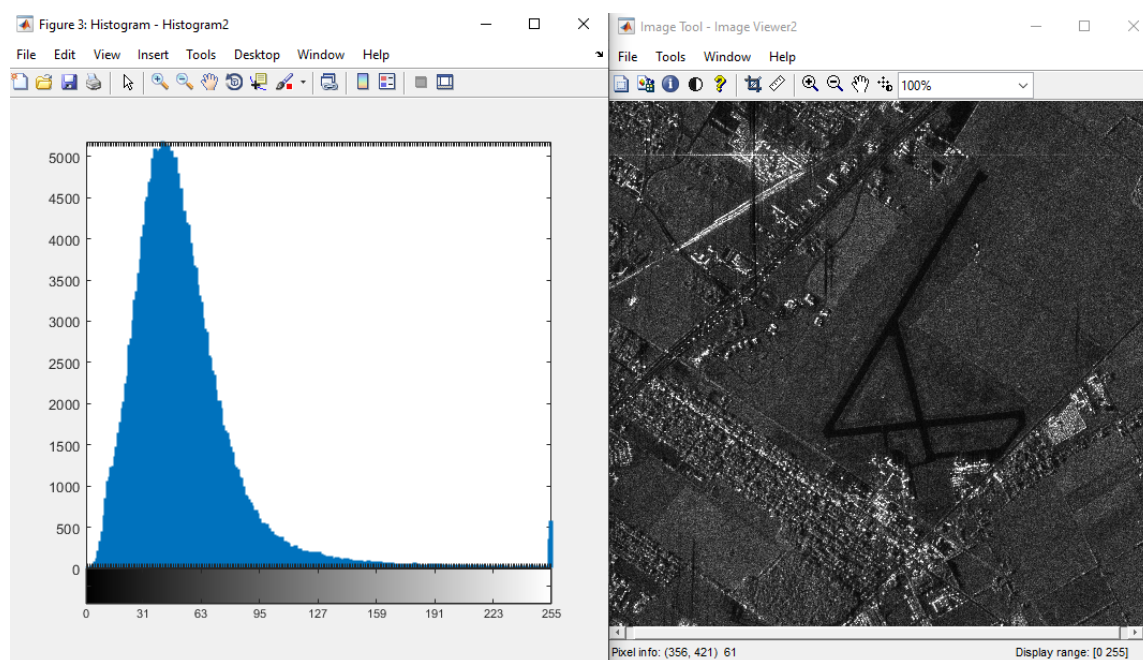 Figure 3: Histogram - Histogram2
File Edit View Insert Tools Desktop Window Help
5000
4500
4000
3500
3000
2500
2000
1500
1000
500
0
0 31 63 95 127 159 191 223 255
Image Tool - Image Viewer2
File Tools Window Help
100%
Pixel info: (356, 421) 61
Display range: [0 255]